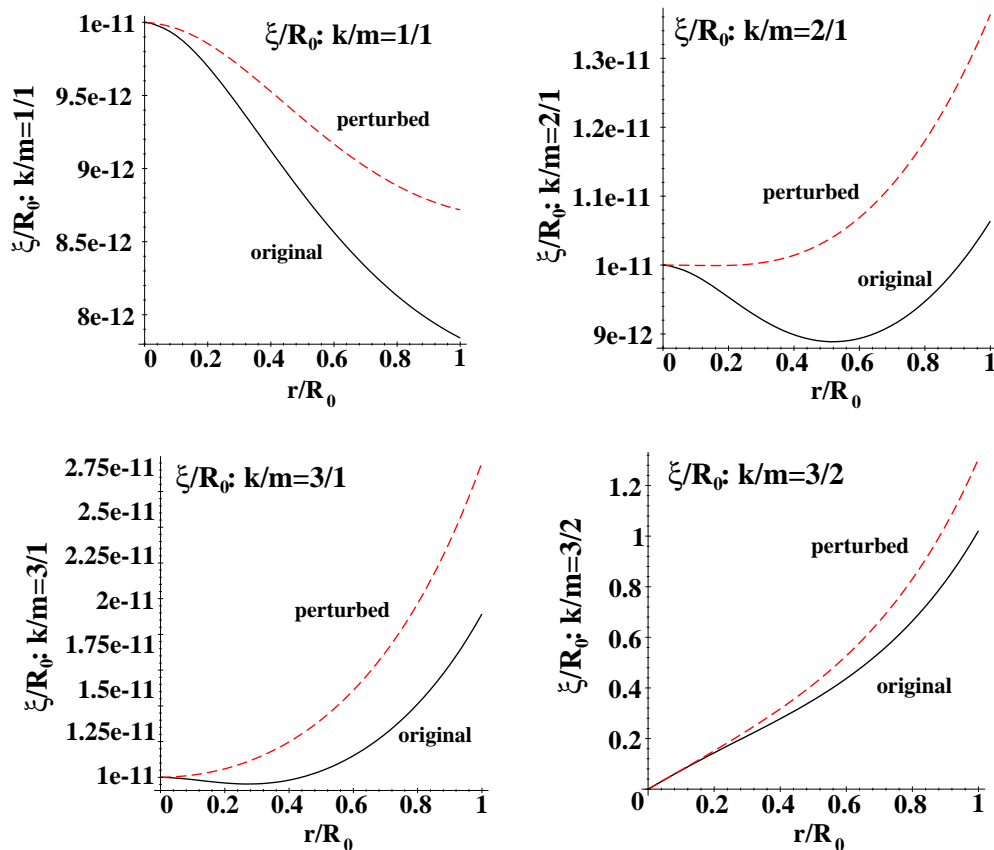 ξ/R₀: k/m=1/1
ξ/R₀: k/m=1/1
1e-11
9.5e-12
9e-12
8.5e-12
8e-12
perturbed
original
0 0.2 0.4 0.6 0.8 1
r/R₀
ξ/R₀: k/m=2/1
ξ/R₀: k/m=2/1
1.3e-11
1.2e-11
1.1e-11
1e-11
9e-12
perturbed
original
0 0.2 0.4 0.6 0.8 1
r/R₀
ξ/R₀: k/m=3/1
ξ/R₀: k/m=3/1
2.75e-11
2.5e-11
2.25e-11
2e-11
1.75e-11
1.5e-11
1.25e-11
1e-11
perturbed
original
0 0.2 0.4 0.6 0.8 1
r/R₀
ξ/R₀: k/m=3/2
ξ/R₀: k/m=3/2
1.2
1
0.8
0.6
0.4
0.2
perturbed
original
0 0.2 0.4 0.6 0.8 1
r/R₀